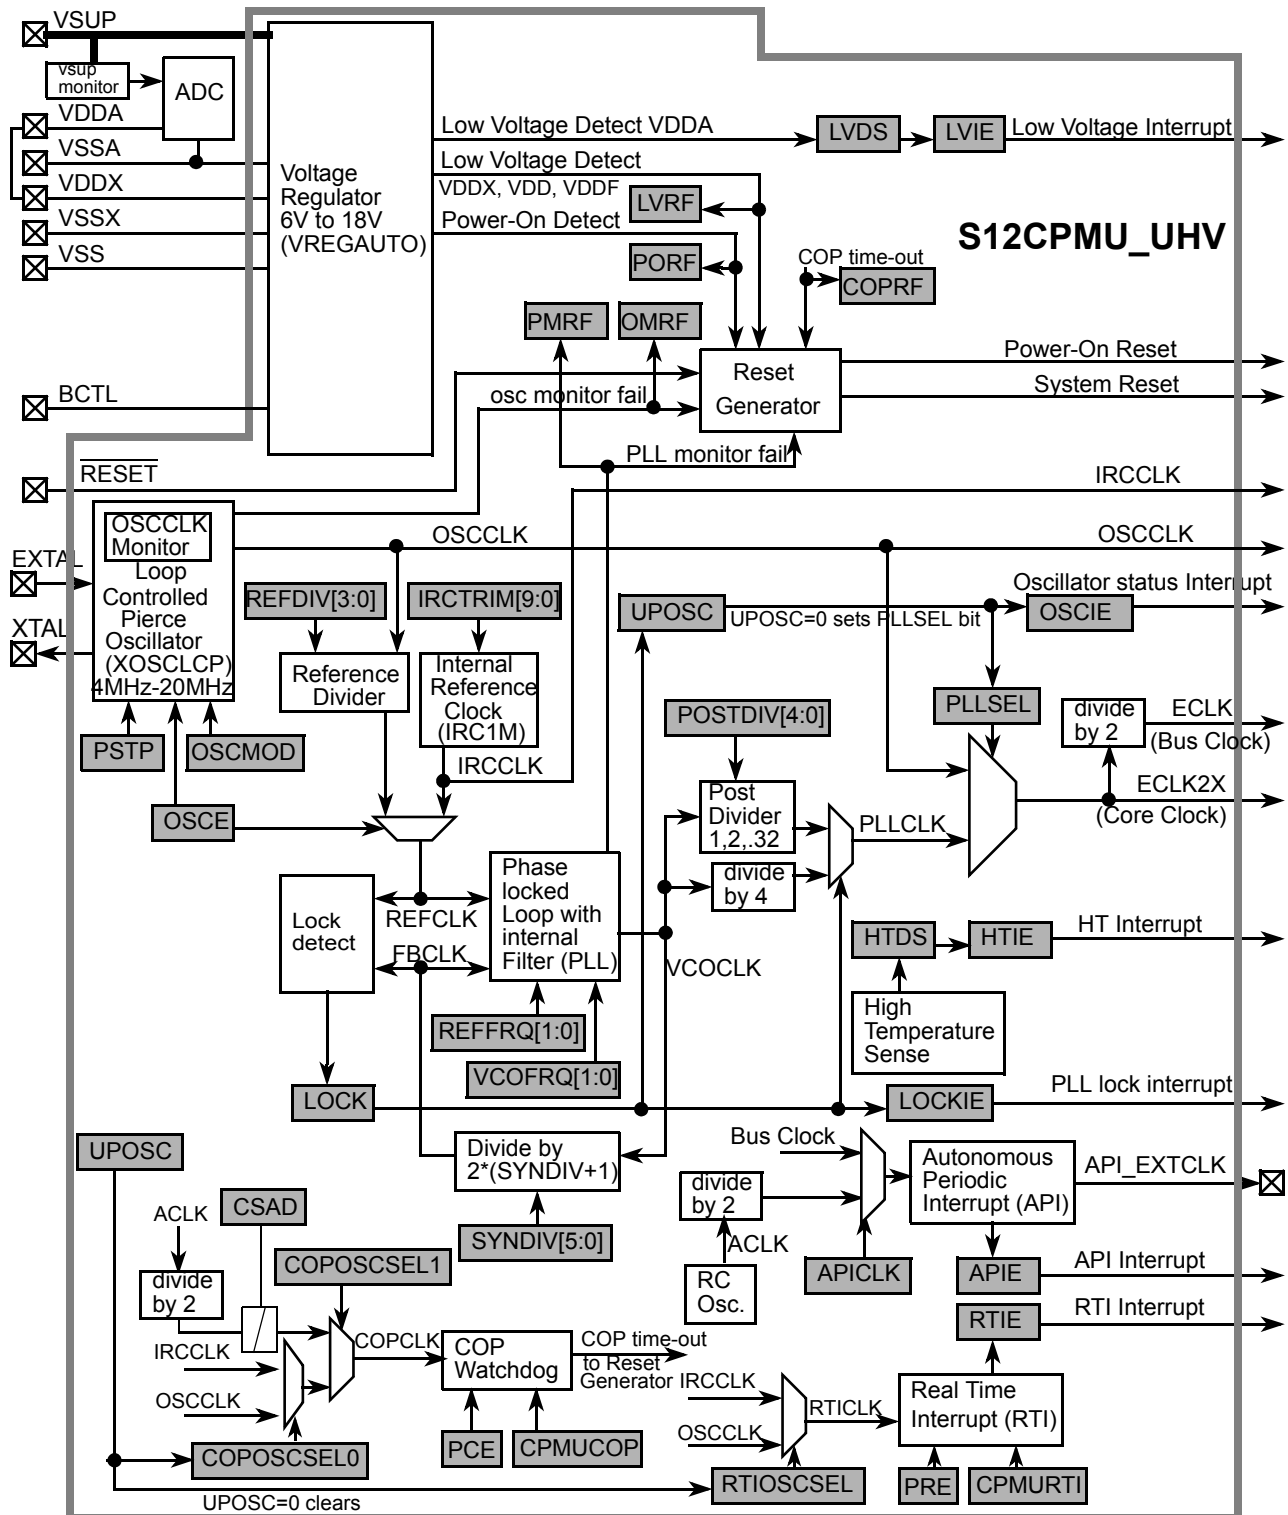 VSUP
vsup
monitor
ADC
VDDA
VSSA
VDDX
VSSX
VSS
BCTL
RESET
Voltage
Regulator
6V to 18V
(VREGAUTO)
Low Voltage Detect VDDA
LVDS
LVIE
Low Voltage Interrupt
Low Voltage Detect
VDDX, VDD, VDDF
LVRF
Power-On Detect
PORF
S12CPMU_UHV
COP time-out
COPRF
PMRF
OMRF
osc monitor fail
Reset
Generator
Power-On Reset
System Reset
PLL monitor fail
IRCCLK
OSCCLK
Monitor
Loop
Controlled
Pierce
Oscillator
(XOSCLCP)
4MHz-20MHz
EXTAL
XTAL
OSCCLK
OSCCLK
REFDIV[3:0]
IRCTRIM[9:0]
UPOSC
UPOSC=0 sets PLLSEL bit
Oscillator status Interrupt
OSCIE
Reference
Divider
Internal
Reference
Clock
(IRC1M)
PSTP
OSCMOD
OSCE
IRCCLK
POSTDIV[4:0]
PLLSEL
divide
by 2
ECLK
(Bus Clock)
ECLK2X
(Core Clock)
Post
Divider
1,2,.32
PLLCLK
divide
by 4
Lock
detect
REFCLK
FBCLK
Phase
locked
Loop with
internal
Filter (PLL)
VCOCLK
REFFRQ[1:0]
VCOFRQ[1:0]
HTDS
HTIE
HT Interrupt
High
Temperature
Sense
LOCK
LOCKIE
PLL lock interrupt
UPOSC
Divide by
2*(SYNDIV+1)
SYNDIV[5:0]
Bus Clock
divide
by 2
ACLK
RC
Osc.
APICLK
Autonomous
Periodic
Interrupt (API)
API_EXTCLK
APIE
API Interrupt
RTIE
RTI Interrupt
CSAD
ACLK
divide
by 2
COPOSCSEL1
IRCCLK
OSCCLK
COPCLK
COP
Watchdog
COP time-out
to Reset
Generator
PCE
CPMUCOP
COPOSCSEL0
UPOSC=0 clears
IRCCLK
OSCCLK
RTICLK
RTIOSCSEL
Real Time
Interrupt (RTI)
PRE
CPMURTI